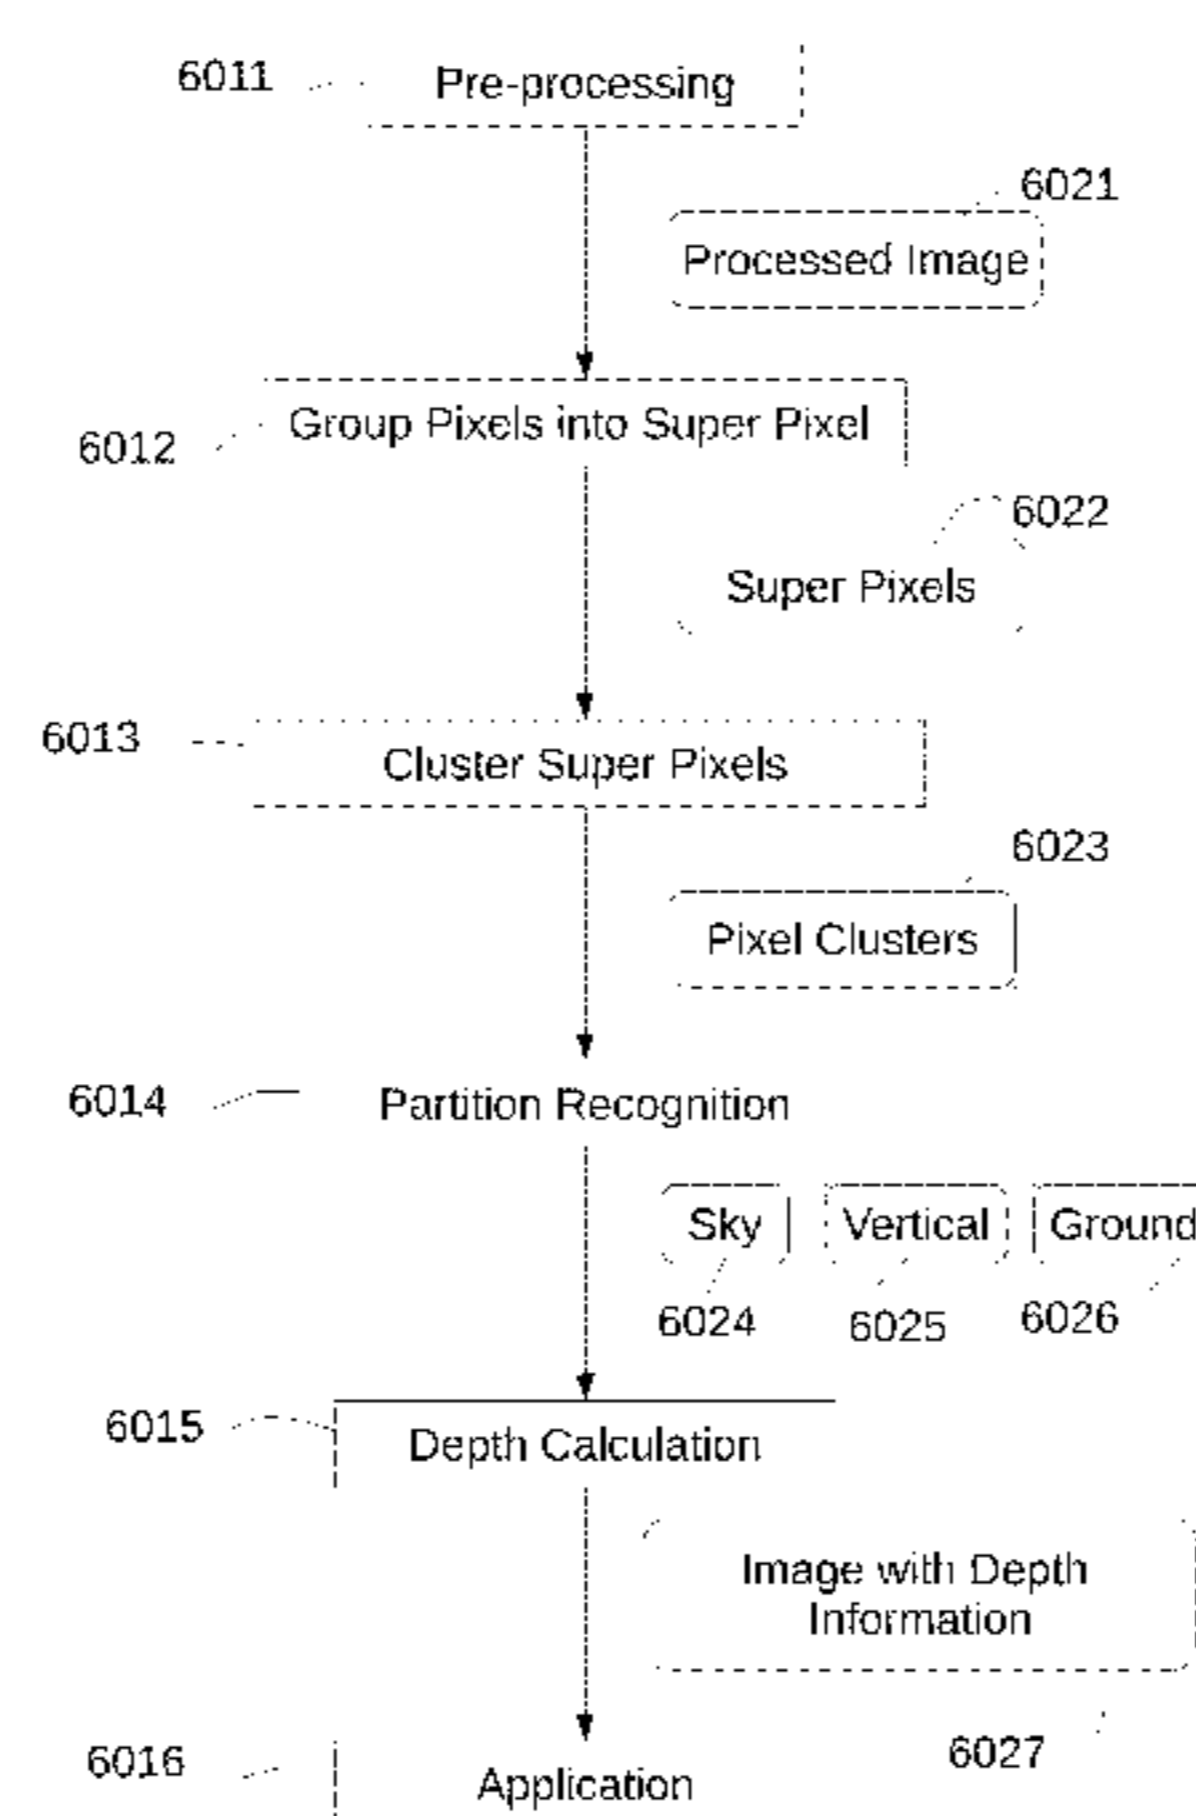 6011
Pre-processing
6021
Processed Image
6012
Group Pixels into Super Pixel
6022
Super Pixels
6013
Cluster Super Pixels
6023
Pixel Clusters
6014
Partition Recognition
Sky
Vertical
Ground
6024
6025
6026
6015
Depth Calculation
Image with Depth
Information
6027
6016
Application